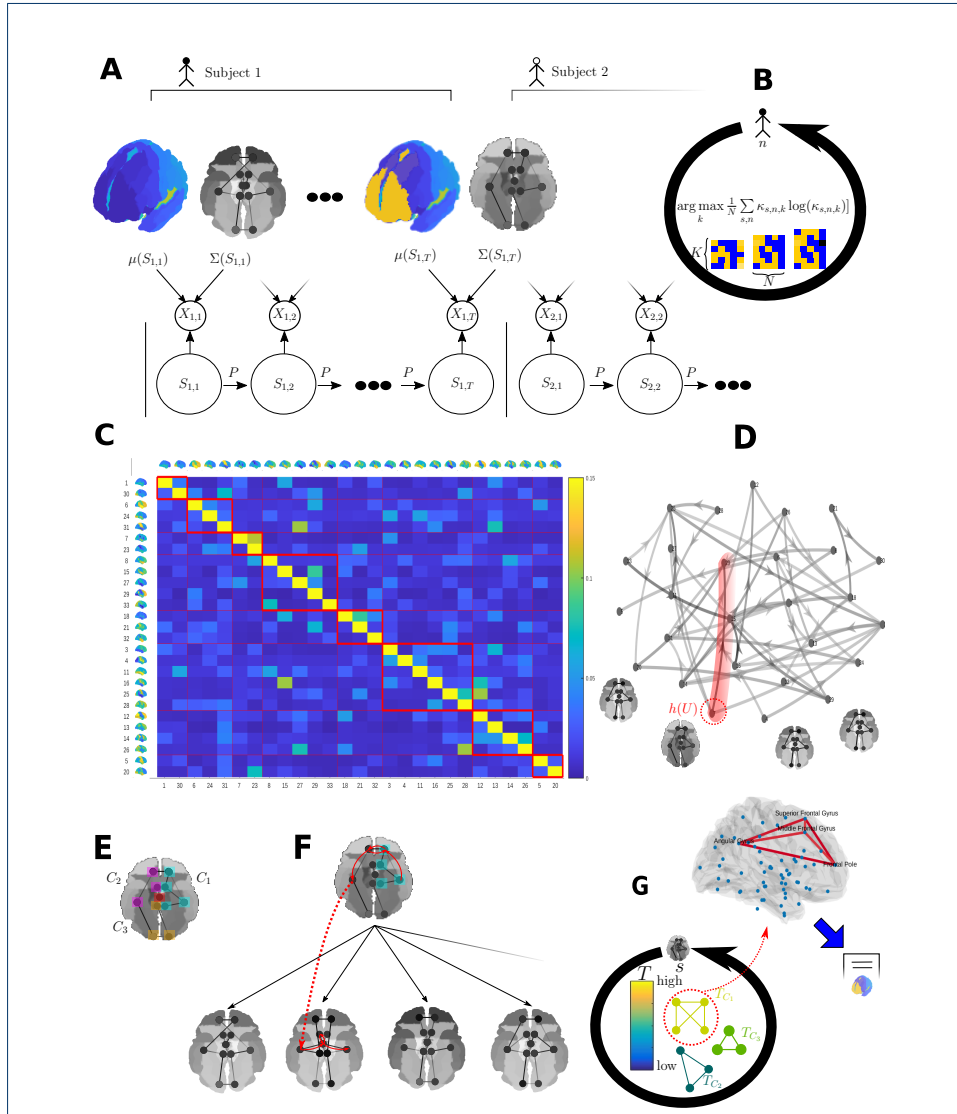 A
Subject 1
Subject 2
B
n
arg max 1/N ∑ κ_{s,n,k} log(κ_{s,n,k})]
k
s,n
K
N
μ(S_{1,1})
Σ(S_{1,1})
μ(S_{1,T})
Σ(S_{1,T})
X_{1,1}
X_{1,2}
X_{1,T}
X_{2,1}
X_{2,2}
S_{1,1}
P
S_{1,2}
P
P
S_{1,T}
S_{2,1}
P
S_{2,2}
P
C
D
1
30
6
24
31
7
23
8
15
27
29
33
18
21
32
3
4
11
16
25
28
12
13
14
26
5
20
1 30 6 24 31 7 23 8 15 27 29 33 18 21 32 3 4 11 16 25 28 12 13 14 26 5 20
0.15
0.1
0.05
0
h(U)
E
C_2
C_1
C_3
F
G
Superior Frontal Gyrus
Middle Frontal Gyrus
Angular Gyrus
Frontal Pole
s
T
high
low
T_{C_1}
T_{C_3}
T_{C_2}